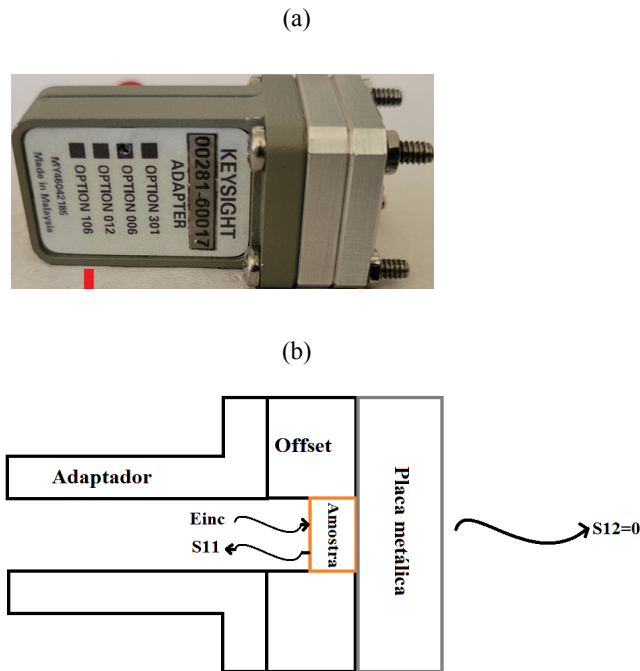 (a)
KEYSIGHT
00281-60017
ADAPTER
OPTION 301
OPTION 006
OPTION 012
OPTION 106
MY46042185
Made in Malaysia
(b)
Offset
Adaptador
Einc
S11
Amostra
Placa metálica
S12=0